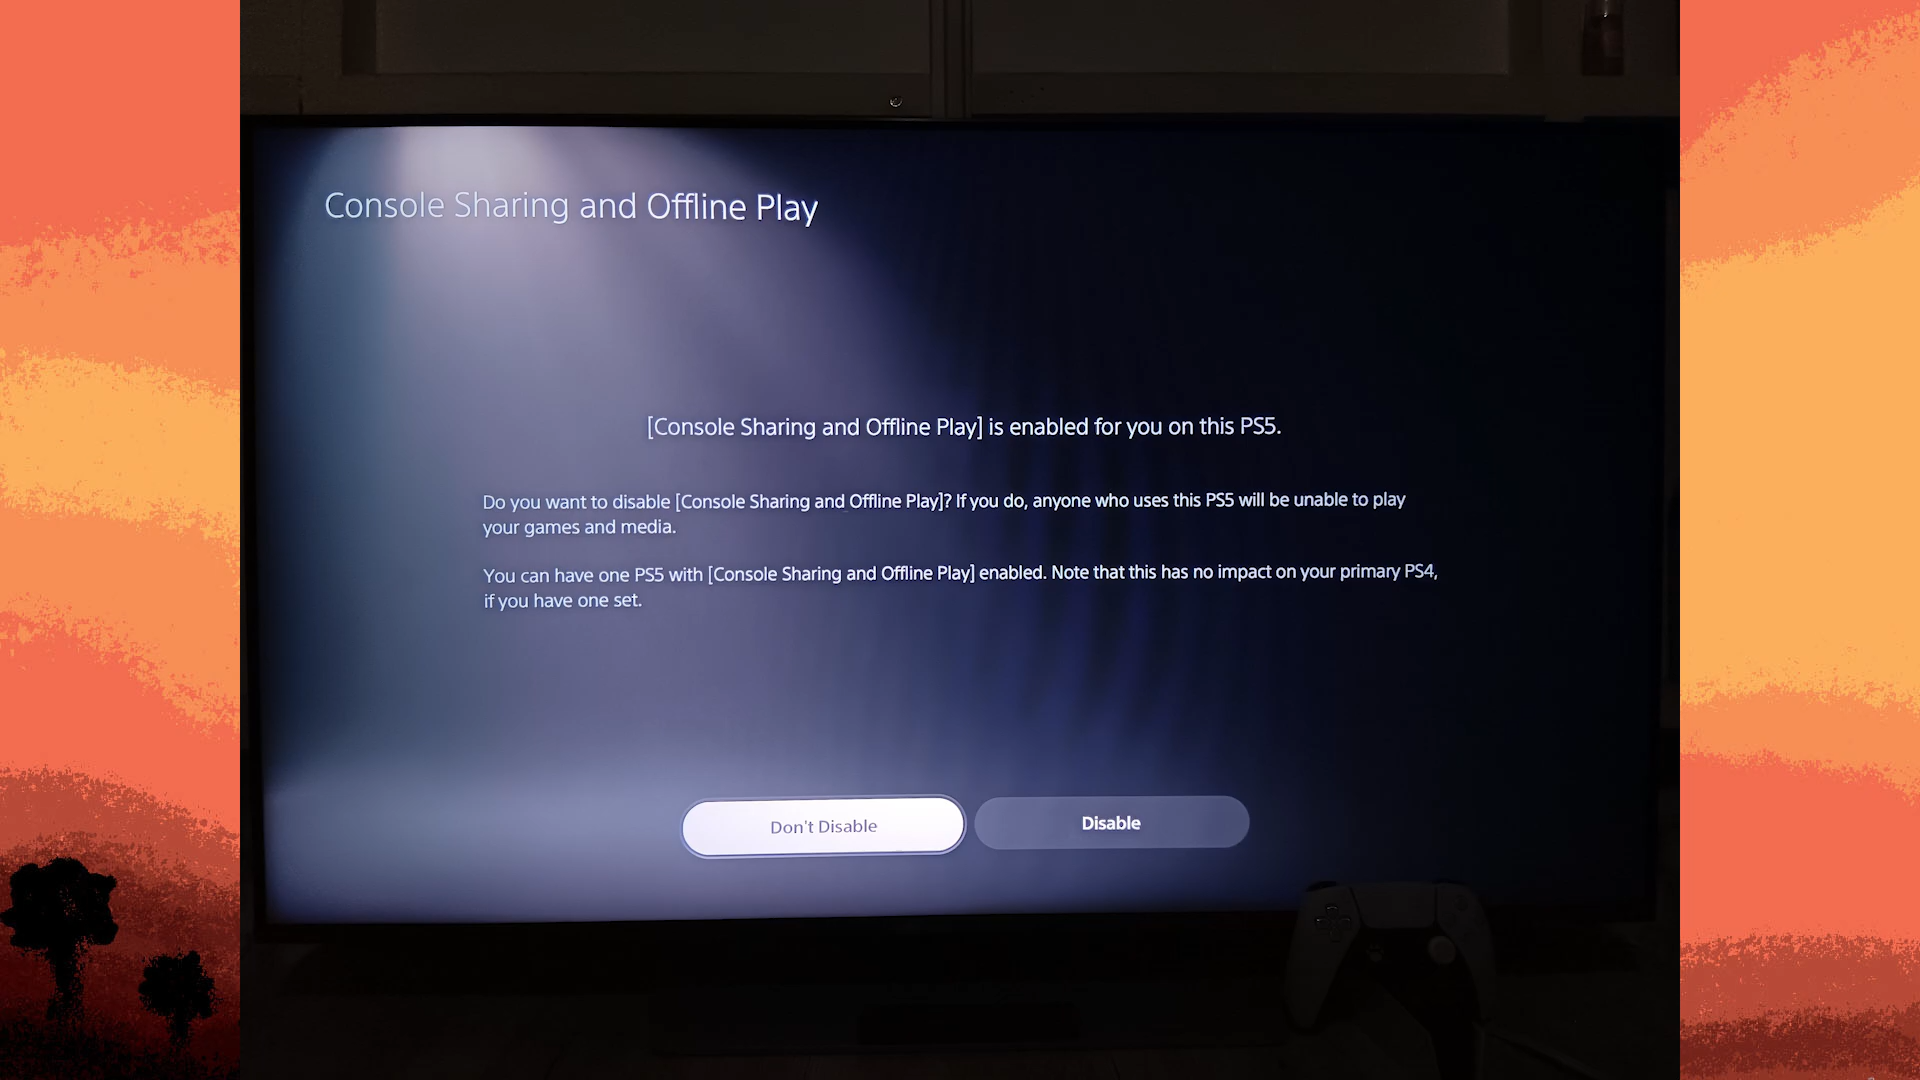 Console Sharing and Offline Play
[Console Sharing and Offline Play] is enabled for you on this PS5.
Do you want to disable [Console Sharing and Offline Play]? If you do, anyone who uses this PS5 will be unable to play
your games and media.
You can have one PS5 with [Console Sharing and Offline Play] enabled. Note that this has no impact on your primary PS4,
if you have one set.
Don't Disable
Disable